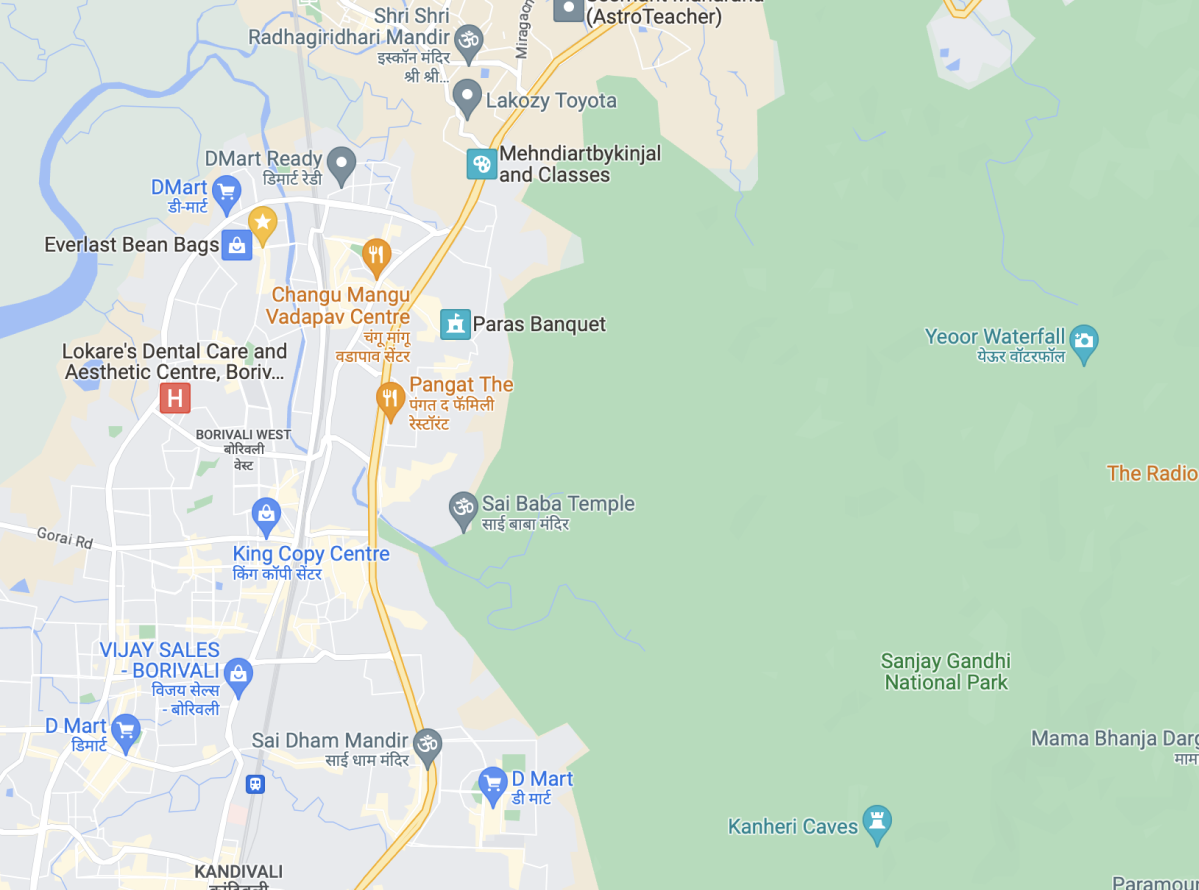 (AstroTeacher)
Shri Shri
Radhagiridhari Mandir
इस्कॉन मंदिर
श्री श्री...
Lakozy Toyota
Mehndiartbykinjal
and Classes
DMart Ready
डिमार्ट रेडी
DMart
डी-मार्ट
Everlast Bean Bags
Changu Mangu
Vadapav Centre
चंगू मांगू
वडापाव सेंटर
Paras Banquet
Yeoor Waterfall
येऊर वॉटरफॉल
Lokare's Dental Care and
Aesthetic Centre, Boriv...
H
Pangat The
पंगत द फॅमिली
रेस्टॉरंट
BORIVALI WEST
बोरिवली
वेस्ट
The Radio
Sai Baba Temple
साई बाबा मंदिर
Gorai Rd
King Copy Centre
किंग कॉपी सेंटर
VIJAY SALES
- BORIVALI
विजय सेल्स
- बोरिवली
Sanjay Gandhi
National Park
D Mart
डिमार्ट
Sai Dham Mandir
साई धाम मंदिर
Mama Bhanja Darg
D Mart
डी मार्ट
Kanheri Caves
KANDIVALI